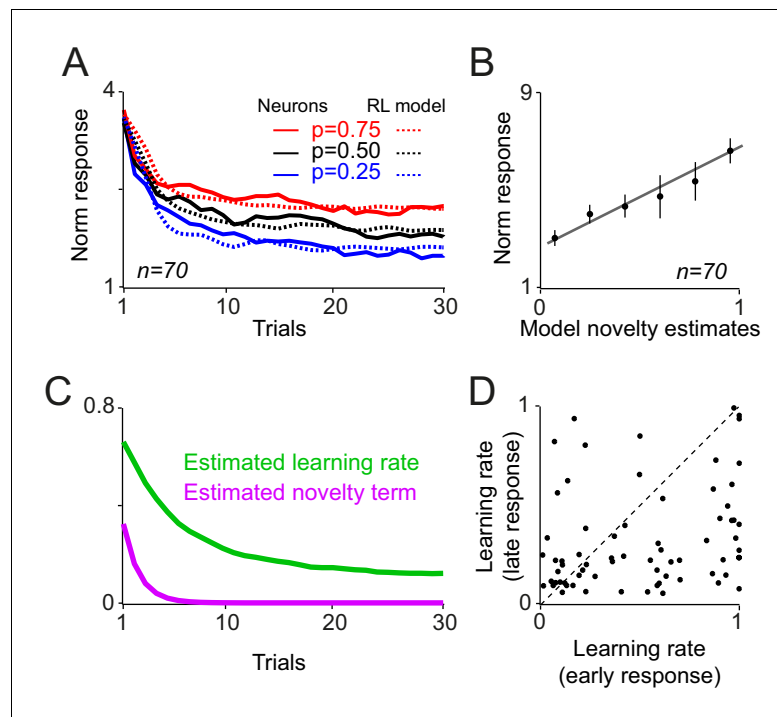 A
4
Norm response
1
Neurons RL model
p=0.75
p=0.50
p=0.25
n=70
1 10 20 30
Trials
B
9
Norm response
1
n=70
0 1
Model novelty estimates
C
0.8
Estimated learning rate
Estimated novelty term
0
1 10 20 30
Trials
D
1
Learning rate
(late response)
0
0 1
Learning rate
(early response)